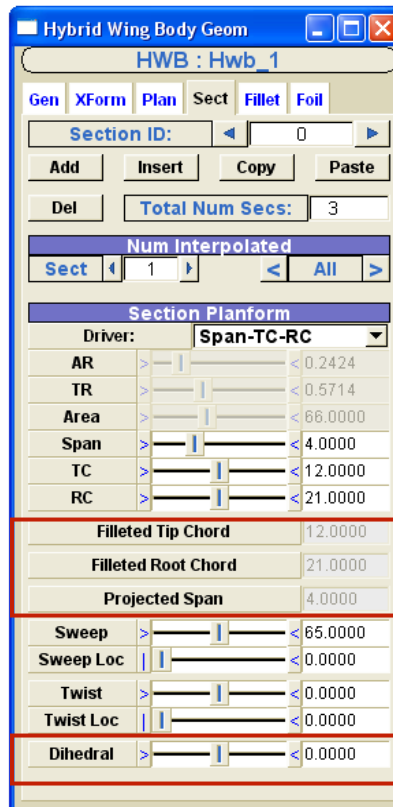 Hybrid Wing Body Geom
HWB : Hwb_1
Gen XForm Plan Sect Fillet Foil
Section ID: 0
Add Insert Copy Paste
Del Total Num Secs: 3
Num Interpolated
Sect 1 < All >
Section Planform
Driver: Span-TC-RC
AR > < 0.2424
TR > < 0.5714
Area > < 66.0000
Span > < 4.0000
TC > < 12.0000
RC > < 21.0000
Filleted Tip Chord 12.0000
Filleted Root Chord 21.0000
Projected Span 4.0000
Sweep > < 65.0000
Sweep Loc | < 0.0000
Twist > < 0.0000
Twist Loc | < 0.0000
Dihedral > < 0.0000